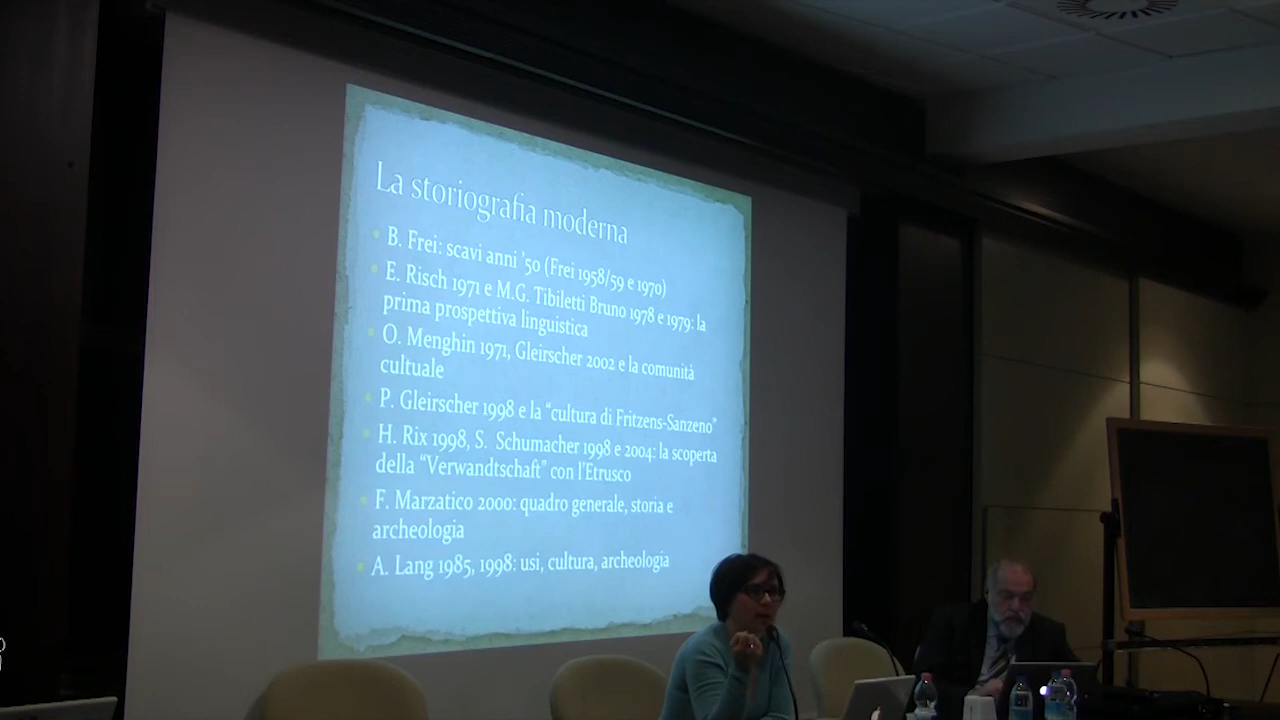 La storiografia moderna
B. Frei: scavi anni '50 (Frei 1958/59 e 1970)
E. Risch 1971 e M.G. Tibiletti Bruno 1978 e 1979: la
prima prospettiva linguistica
O. Menghin 1971, Gleirscher 2002 e la comunità
cultuale
P. Gleirscher 1998 e la "cultura di Fritzens-Sanzeno"
H. Rix 1998, S. Schumacher 1998 e 2004: la scoperta
della "Verwandtschaft" con l'Etrusco
F. Marzatico 2000: quadro generale, storia e
archeologia
A. Lang 1985, 1998: usi, cultura, archeologia